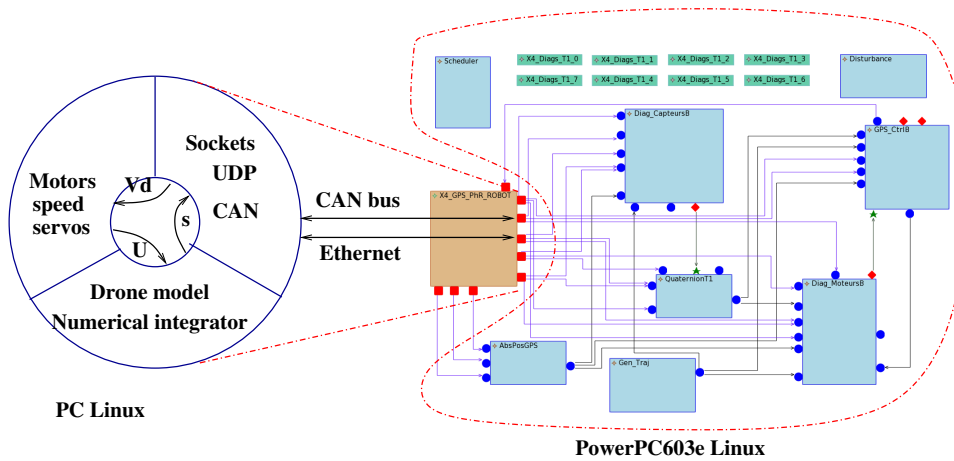 Motors
speed
servos
Sockets
UDP
CAN
Vd
s
U
Drone model
Numerical integrator
PC Linux
CAN bus
Ethernet
Scheduler
X4_Diags_T1_0
X4_Diags_T1_1
X4_Diags_T1_2
X4_Diags_T1_3
X4_Diags_T1_7
X4_Diags_T1_4
X4_Diags_T1_5
X4_Diags_T1_6
Disturbance
Diag_CapteursB
GPS_CtrlB
X4_GPS_PhR_ROBOT
QuaternionT1
Diag_MoteursB
AbsPosGPS
Gen_Traj
PowerPC603e Linux